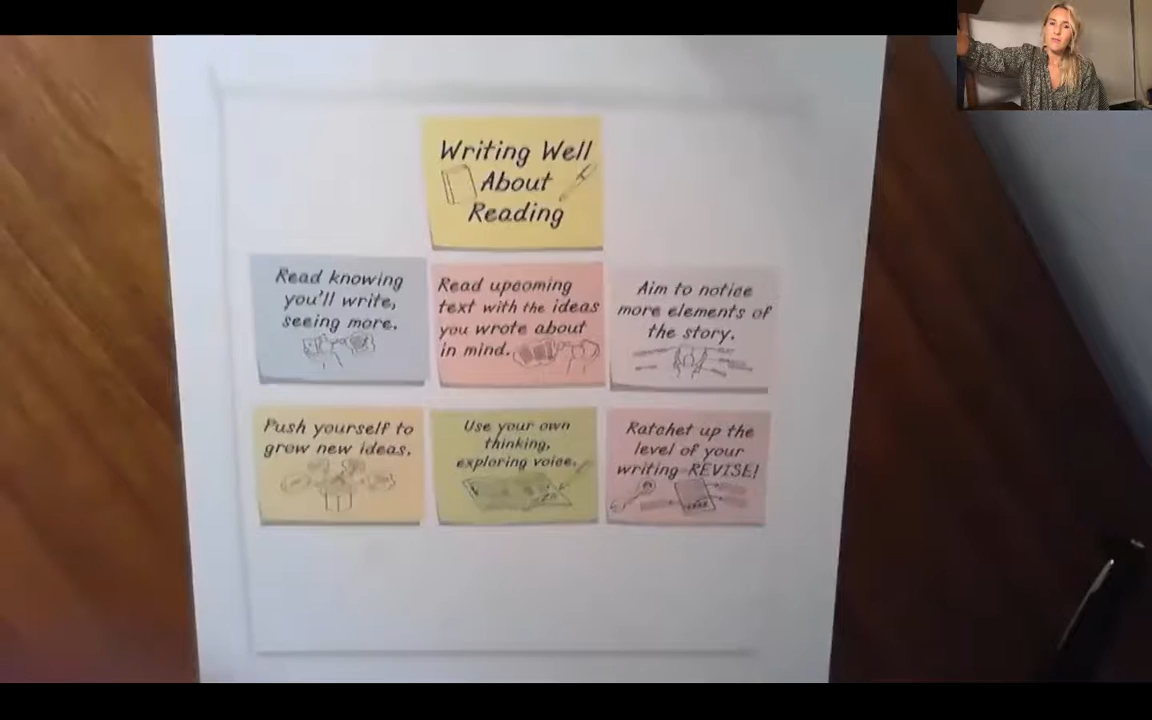 Writing Well
About
Reading
Read knowing
you'll write,
seeing more.
Read upcoming
text with the ideas
you wrote about
in mind.
Aim to notice
more elements of
the story.
Push yourself to
grow new ideas.
Use your own
thinking,
exploring voice.
Ratchet up the
level of your
writing-REVISE!